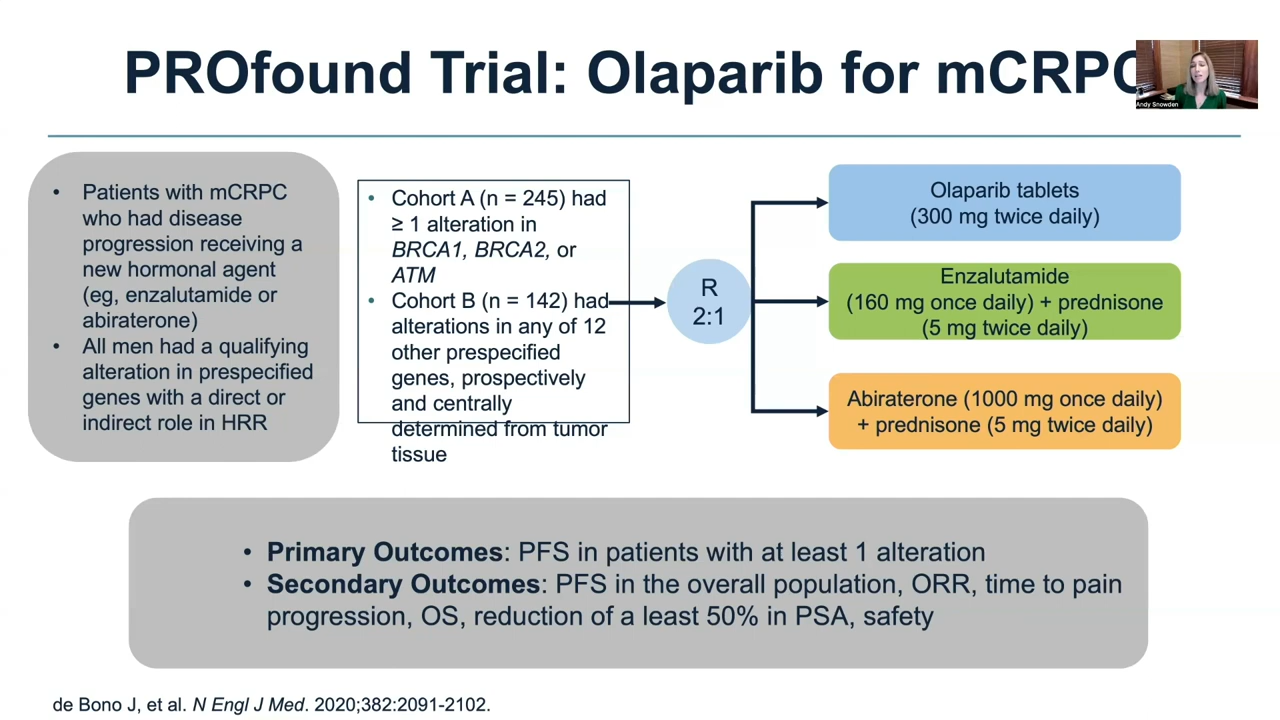 PROfound Trial: Olaparib for mCRPC
Andy Snowden
• Patients with mCRPC
who had disease
progression receiving a
new hormonal agent
(eg, enzalutamide or
abiraterone)
• All men had a qualifying
alteration in prespecified
genes with a direct or
indirect role in HRR
• Cohort A (n = 245) had
≥ 1 alteration in
BRCA1, BRCA2, or
ATM
• Cohort B (n = 142) had
alterations in any of 12
other prespecified
genes, prospectively
and centrally
determined from tumor
tissue
R
2:1
Olaparib tablets
(300 mg twice daily)
Enzalutamide
(160 mg once daily) + prednisone
(5 mg twice daily)
Abiraterone (1000 mg once daily)
+ prednisone (5 mg twice daily)
• Primary Outcomes: PFS in patients with at least 1 alteration
• Secondary Outcomes: PFS in the overall population, ORR, time to pain
progression, OS, reduction of a least 50% in PSA, safety
de Bono J, et al. N Engl J Med. 2020;382:2091-2102.